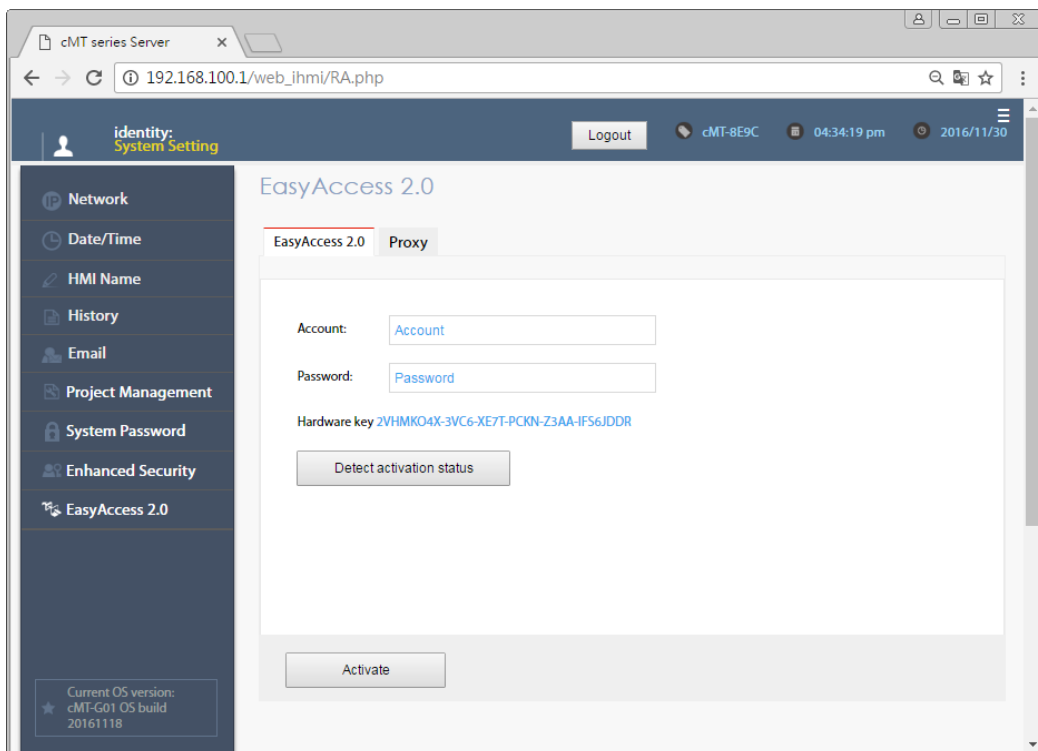 cMT series Server
192.168.100.1/web_ihmi/RA.php
identity:
System Setting
Logout
cMT-8E9C
04:34:19 pm
2016/11/30
IP Network
Date/Time
HMI Name
History
Email
Project Management
System Password
Enhanced Security
EasyAccess 2.0
Current OS version:
cMT-G01 OS build
20161118
EasyAccess 2.0
EasyAccess 2.0
Proxy
Account:
Account
Password:
Password
Hardware key 2VHMKO4X-3VC6-XE7T-PCKN-Z3AA-IFS6JDDR
Detect activation status
Activate